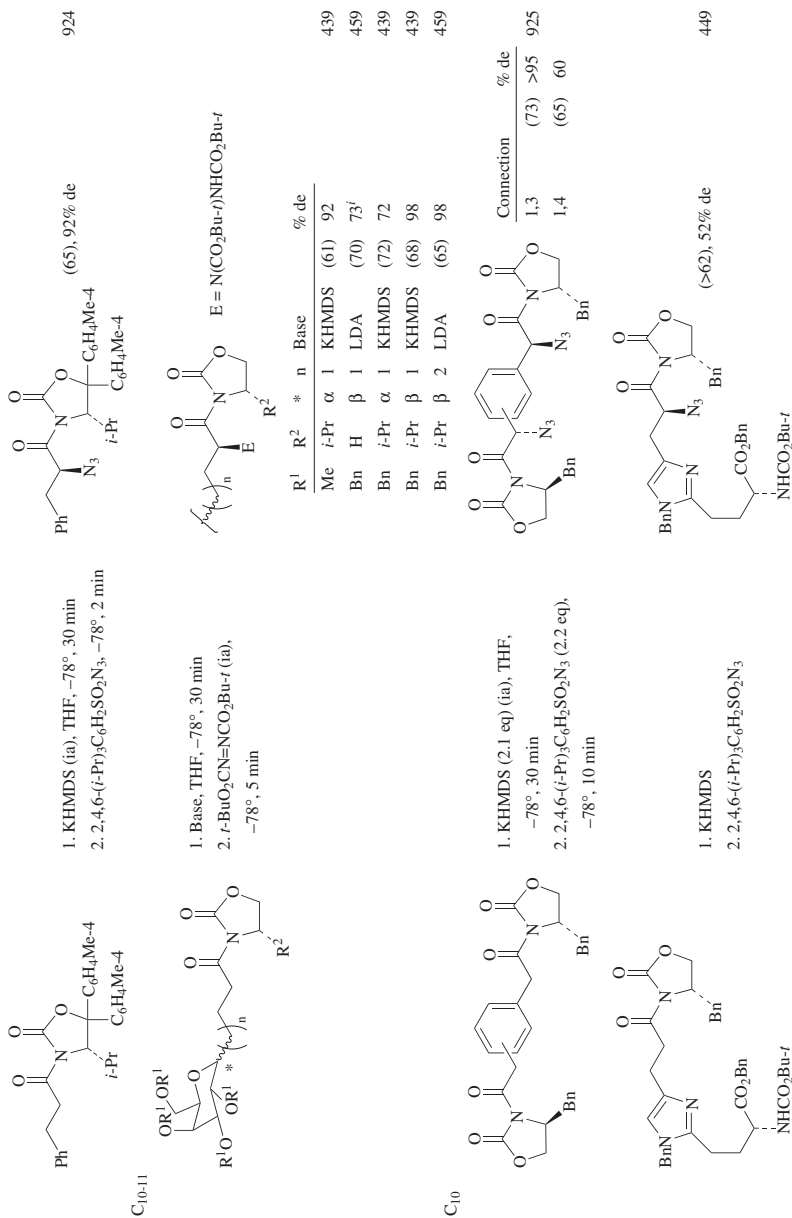 Ph
O
N
O
O
i-Pr
C6H4Me-4
C6H4Me-4
1. KHMDS (ia), THF, –78°, 30 min
2. 2,4,6-(i-Pr)3C6H2SO2N3, –78°, 2 min
Ph
O
N3
N
O
O
i-Pr
C6H4Me-4
C6H4Me-4
(65), 92% de
924
C10-11
OR1
OR1
R1O
OR1
O
*
n
O
N
O
O
R2
1. Base, THF, –78°, 30 min
2. t-BuO2CN=NCO2Bu-t (ia),
–78°, 5 min
n
E
O
N
O
O
R2
E = N(CO2Bu-t)NHCO2Bu-t
R1 R2 * n Base % de
Me i-Pr α 1 KHMDS (61) 92 439
Bn H β 1 LDA (70) 73i 459
Bn i-Pr α 1 KHMDS (72) 72 439
Bn i-Pr β 1 KHMDS (68) 98 439
Bn i-Pr β 2 LDA (65) 98 459
C10
O
O
N
Bn
O
O
N
O
O
Bn
1. KHMDS (2.1 eq) (ia), THF,
–78°, 30 min
2. 2,4,6-(i-Pr)3C6H2SO2N3 (2.2 eq),
–78°, 10 min
O
O
N
Bn
O
N3
N3
O
N
O
O
Bn
Connection % de
1,3 (73) >95
1,4 (65) 60
925
BnN
N
O
N
O
O
Bn
CO2Bn
NHCO2Bu-t
1. KHMDS
2. 2,4,6-(i-Pr)3C6H2SO2N3
BnN
N
O
N3
N
O
O
Bn
CO2Bn
NHCO2Bu-t
(>62), 52% de
449